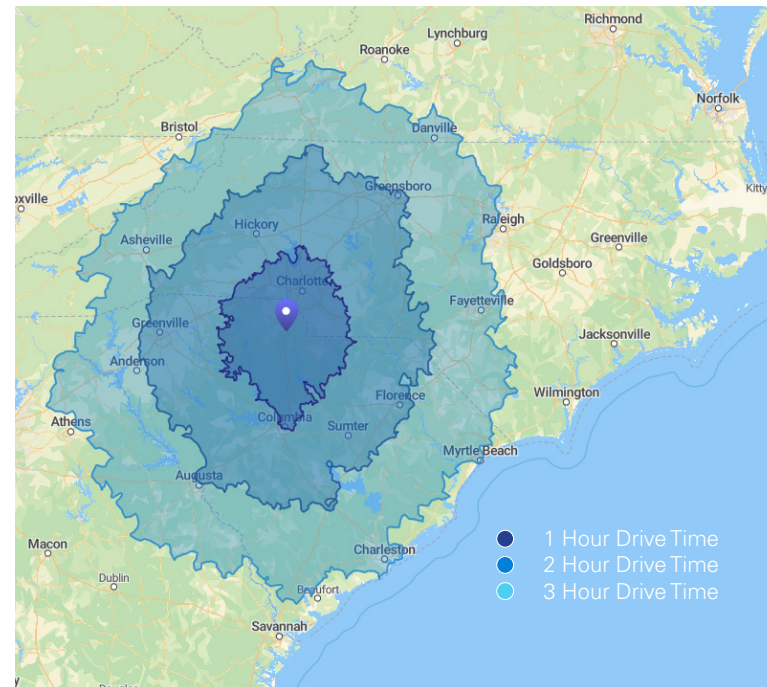 Richmond
Lynchburg
Roanoke
Norfolk
Bristol
Danville
Greensboro
Kitty
oxville
Raleigh
Hickory
Asheville
Greenville
Goldsboro
Charlotte
Fayetteville
Greenville
Jacksonville
Anderson
Florence
Wilmington
Athens
Columbia
Sumter
Myrtle Beach
Augusta
Macon
1 Hour Drive Time
Charleston
2 Hour Drive Time
Dublin
3 Hour Drive Time
Beaufort
Savannah
y